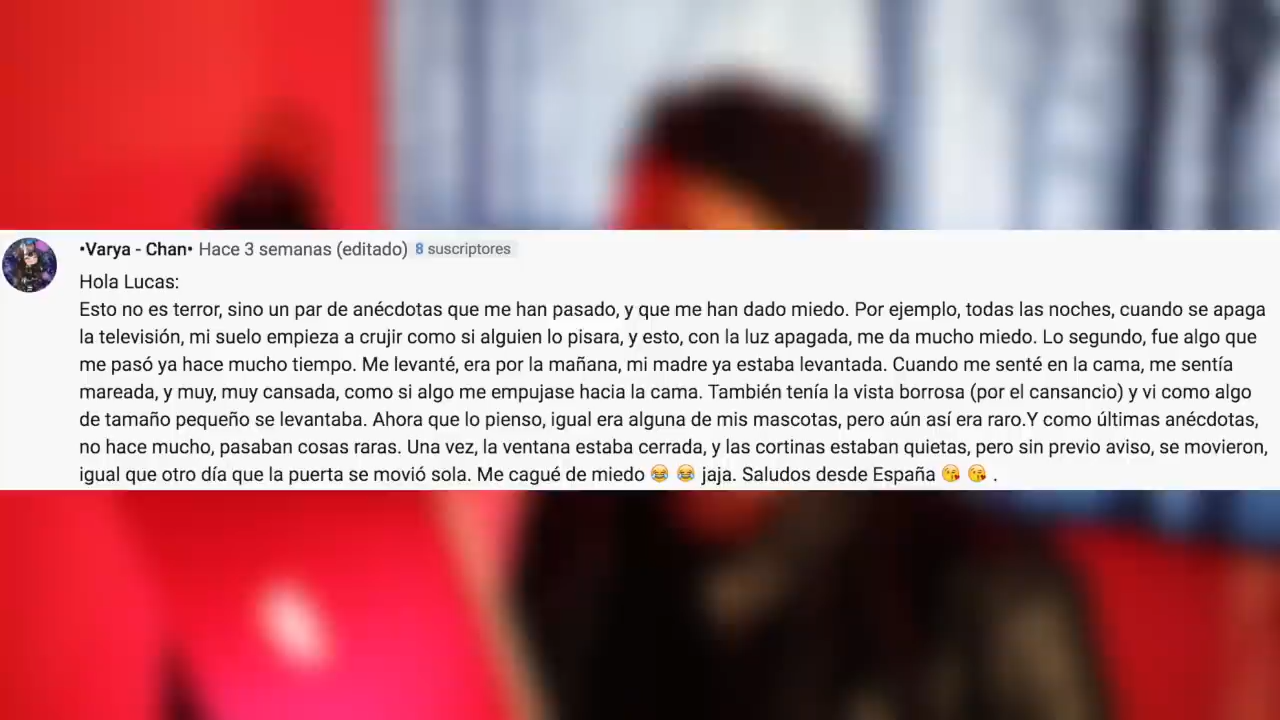 •Varya - Chan• Hace 3 semanas (editado) 8 suscriptores
Hola Lucas:
Esto no es terror, sino un par de anécdotas que me han pasado, y que me han dado miedo. Por ejemplo, todas las noches, cuando se apaga
la televisión, mi suelo empieza a crujir como si alguien lo pisara, y esto, con la luz apagada, me da mucho miedo. Lo segundo, fue algo que
me pasó ya hace mucho tiempo. Me levanté, era por la mañana, mi madre ya estaba levantada. Cuando me senté en la cama, me sentía
mareada, y muy, muy cansada, como si algo me empujase hacia la cama. También tenía la vista borrosa (por el cansancio) y vi como algo
de tamaño pequeño se levantaba. Ahora que lo pienso, igual era alguna de mis mascotas, pero aún así era raro.Y como últimas anécdotas,
no hace mucho, pasaban cosas raras. Una vez, la ventana estaba cerrada, y las cortinas estaban quietas, pero sin previo aviso, se movieron,
igual que otro día que la puerta se movió sola. Me cagué de miedo 😂 😂 jaja. Saludos desde España 😘 😘 .